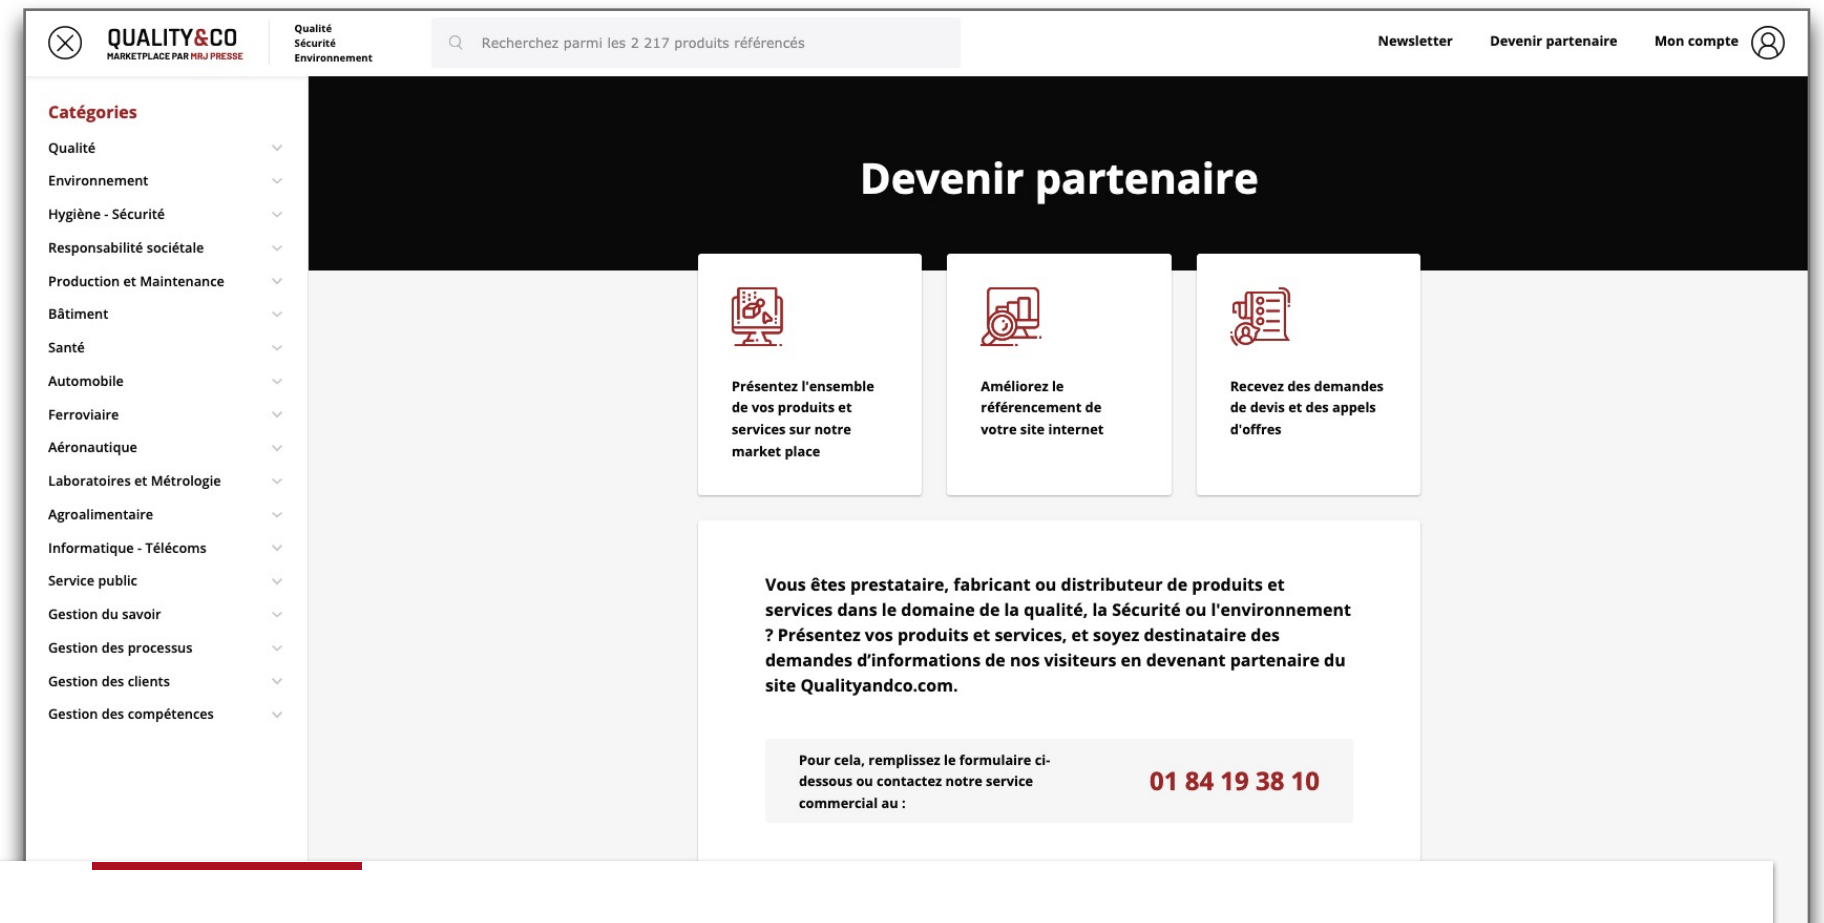 QUALITY&CO
MARKETPLACE PAR MRJ PRESSE
Qualité
Sécurité
Environnement
Recherchez parmi les 2 217 produits référencés
Newsletter
Devenir partenaire
Mon compte
Catégories
Qualité
Environnement
Hygiène - Sécurité
Responsabilité sociétale
Production et Maintenance
Bâtiment
Santé
Automobile
Ferroviaire
Aéronautique
Laboratoires et Métrologie
Agroalimentaire
Informatique - Télécoms
Service public
Gestion du savoir
Gestion des processus
Gestion des clients
Gestion des compétences
Devenir partenaire
Présentez l'ensemble
de vos produits et
services sur notre
market place
Améliorez le
référencement de
votre site internet
Recevez des demandes
de devis et des appels
d'offres
Vous êtes prestataire, fabricant ou distributeur de produits et
services dans le domaine de la qualité, la Sécurité ou l'environnement
? Présentez vos produits et services, et soyez destinataire des
demandes d’informations de nos visiteurs en devenant partenaire du
site Qualityandco.com.
Pour cela, remplissez le formulaire ci-
dessous ou contactez notre service
commercial au :
01 84 19 38 10